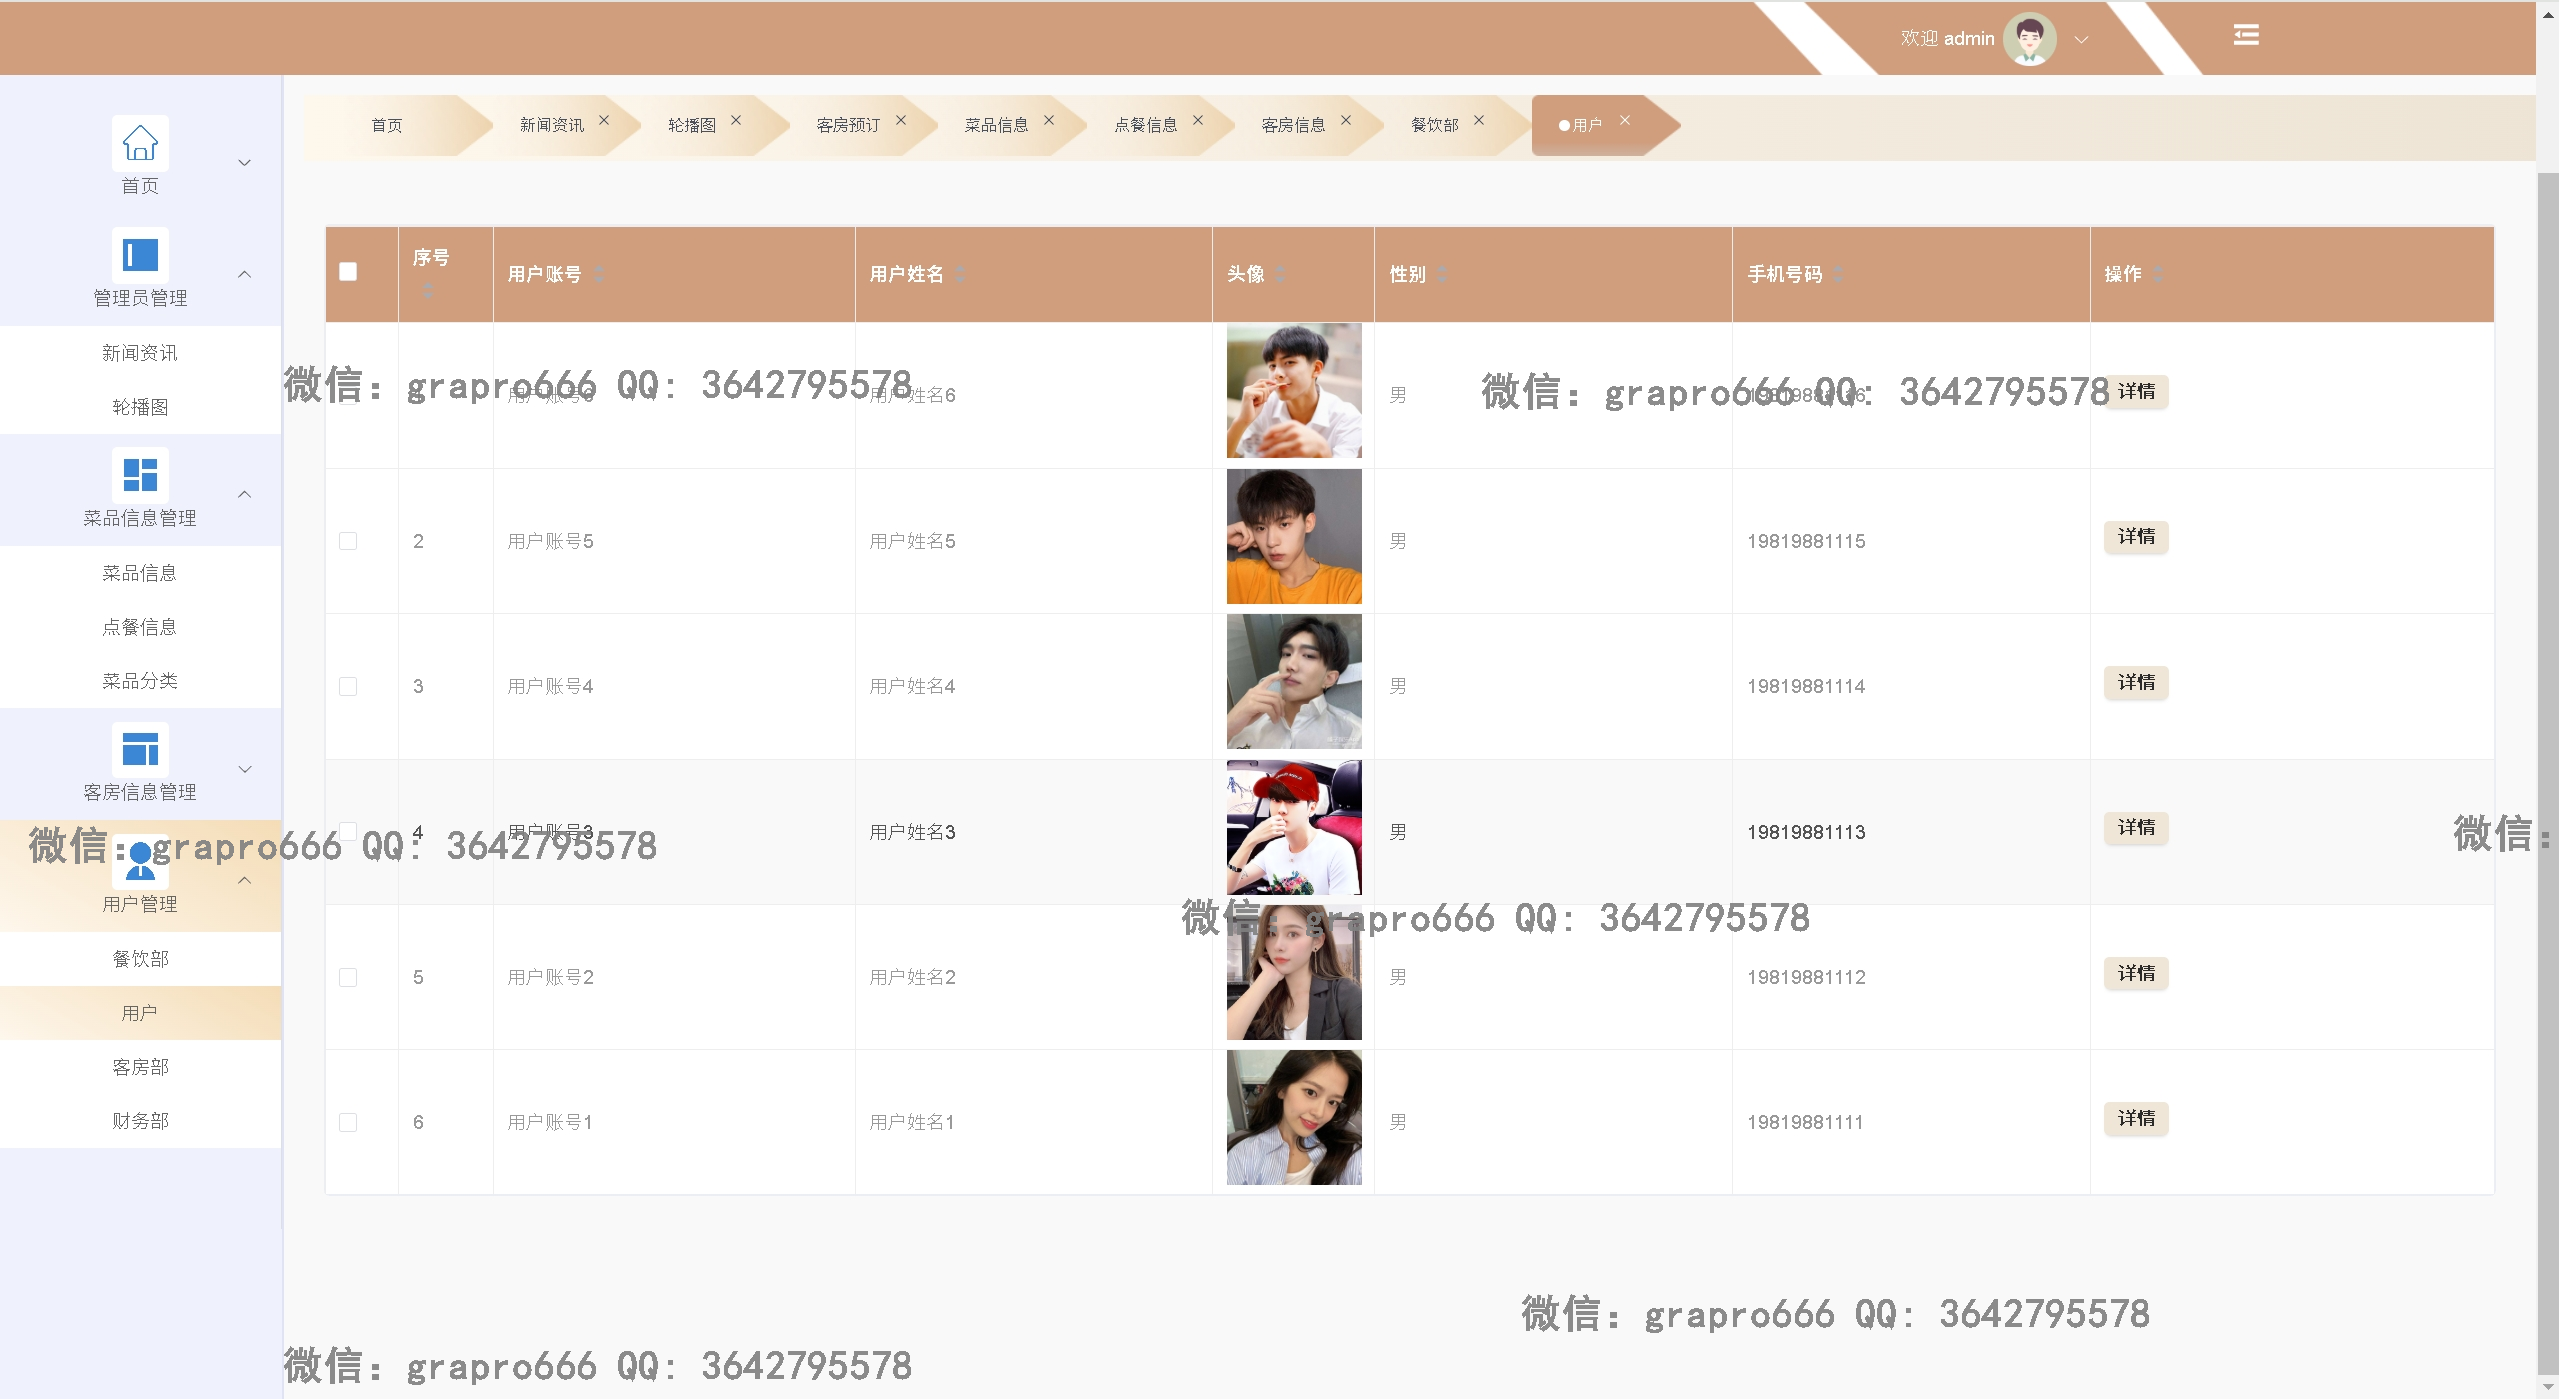 欢迎 admin
首页
新闻资讯 ×
轮播图 ×
客房预订 ×
菜品信息 ×
点餐信息 ×
客房信息 ×
餐饮部 ×
用户 ×
首页
管理员管理
新闻资讯
轮播图
菜品信息管理
菜品信息
点餐信息
菜品分类
客房信息管理
用户管理
餐饮部
用户
客房部
财务部
序号 用户账号 用户姓名 头像 性别 手机号码 操作
用户账号6 用户姓名6 男 19819881116 详情
2 用户账号5 用户姓名5 男 19819881115 详情
3 用户账号4 用户姓名4 男 19819881114 详情
4 用户账号3 用户姓名3 男 19819881113 详情
5 用户账号2 用户姓名2 男 19819881112 详情
6 用户账号1 用户姓名1 男 19819881111 详情
微信: grapro666 QQ: 3642795578
微信: grapro666 QQ: 3642795578
微信: grapro666 QQ: 3642795578
微信:
微信: grapro666 QQ: 3642795578
微信: grapro666 QQ: 3642795578
微信: grapro666 QQ: 3642795578